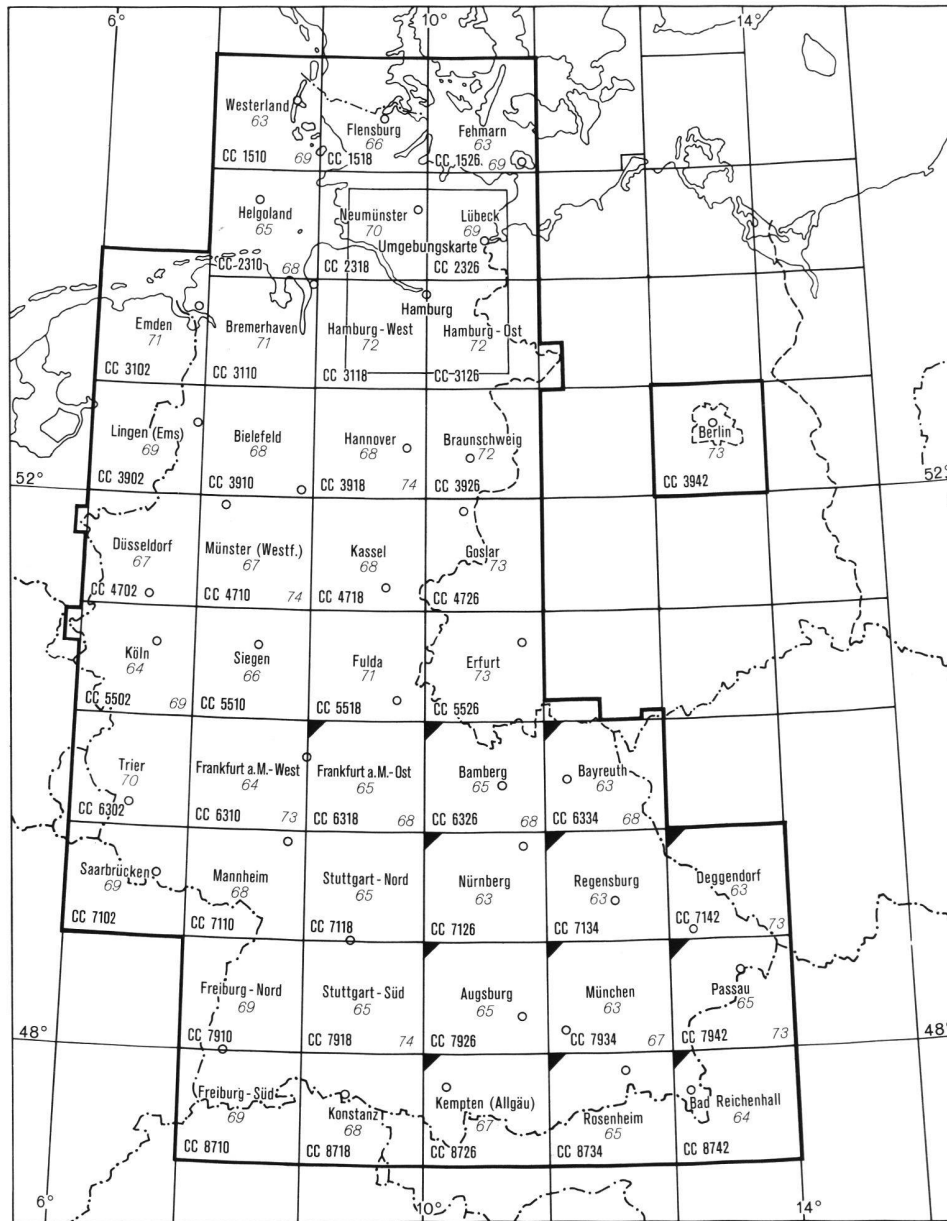 6° 10° 14°
Westerland Flensburg Fehmarn
63 66 63
CC 1510 69 CC 1518 CC 1526. 69
Helgoland Neumünster Lübeck
65 70 69
Umgebungskarte
CC 2310 68 CC 2318 CC 2326
Hamburg
Emden Bremerhaven Hamburg-West Hamburg-Ost
71 71 72 72
CC 3102 CC 3110 CC 3118 CC 3126
Lingen (Ems) Bielefeld Hannover Braunschweig Berlin
69 68 68 72 73
CC 3902 CC 3910 CC 3918 74 CC 3926 CC 3942
52° 52°
Düsseldorf Münster (Westf.) Kassel Goslar
67 67 68 73
CC 4702 CC 4710 74 CC 4718 CC 4726
Köln Siegen Fulda Erfurt
64 66 71 73
CC 5502 69 CC 5510 CC 5518 CC 5526
Trier Frankfurt a.M.-West Frankfurt a.M.-Ost Bamberg Bayreuth
70 64 65 65 63
CC 6302 CC 6310 73 CC 6318 68 CC 6326 68 CC 6334 68
Saarbrücken Mannheim Stuttgart-Nord Nürnberg Regensburg Deggendorf
69 68 65 63 63 63
CC 7102 CC 7110 CC 7118 CC 7126 CC 7134 CC 7142 73
Freiburg-Nord Stuttgart-Süd Augsburg München Passau
69 65 65 63 65
48° CC 7910 CC 7918 74 CC 7926 CC 7934 67 CC 7942 73 48°
Freiburg-Süd Konstanz Kempten (Allgäu) Rosenheim Bad Reichenhall
69 68 67 65 64
CC 8710 CC 8718 CC 8726 CC 8734 CC 8742
6° 10° 14°